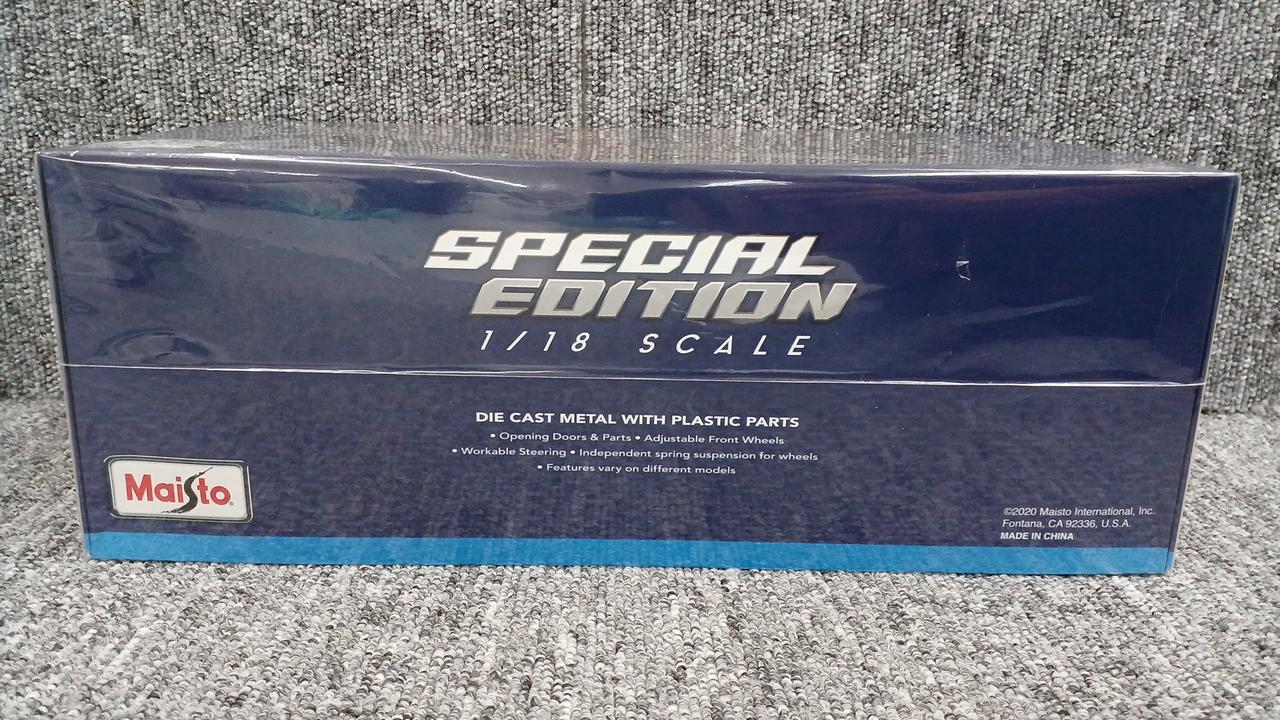 SPECIAL
EDITION
1/18 SCALE
DIE CAST METAL WITH PLASTIC PARTS
• Opening Doors & Parts • Adjustable Front Wheels
• Workable Steering • Independent spring suspension for wheels
• Features vary on different models
Maisto
©2020 Maisto International, Inc.
Fontana, CA 92336, U.S.A.
MADE IN CHINA